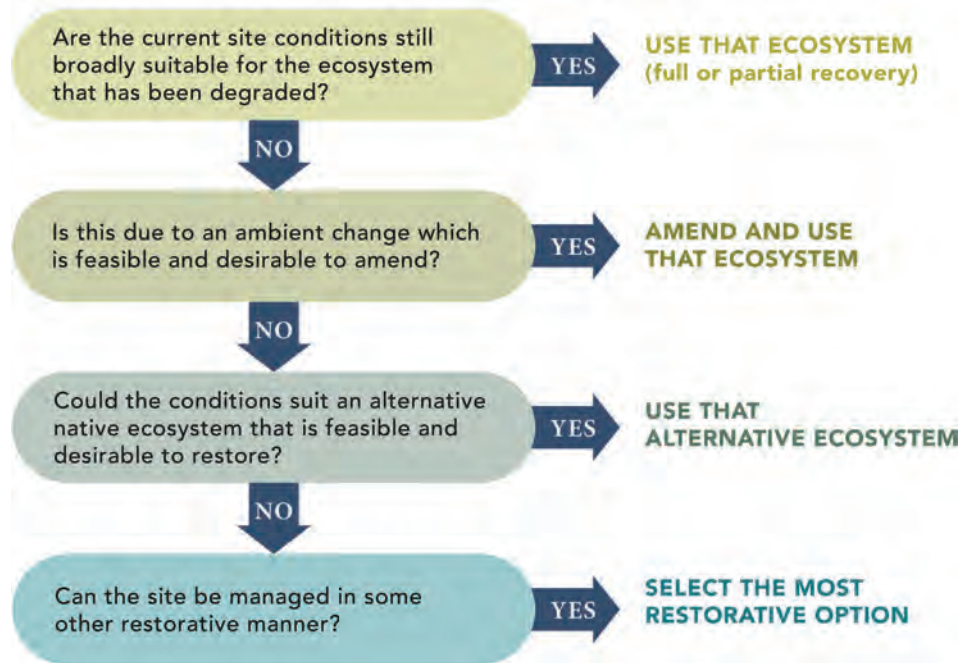 Are the current site conditions still
broadly suitable for the ecosystem
that has been degraded?
YES
USE THAT ECOSYSTEM
(full or partial recovery)
NO
Is this due to an ambient change which
is feasible and desirable to amend?
YES
AMEND AND USE
THAT ECOSYSTEM
NO
Could the conditions suit an alternative
native ecosystem that is feasible and
desirable to restore?
YES
USE THAT
ALTERNATIVE ECOSYSTEM
NO
Can the site be managed in some
other restorative manner?
YES
SELECT THE MOST
RESTORATIVE OPTION